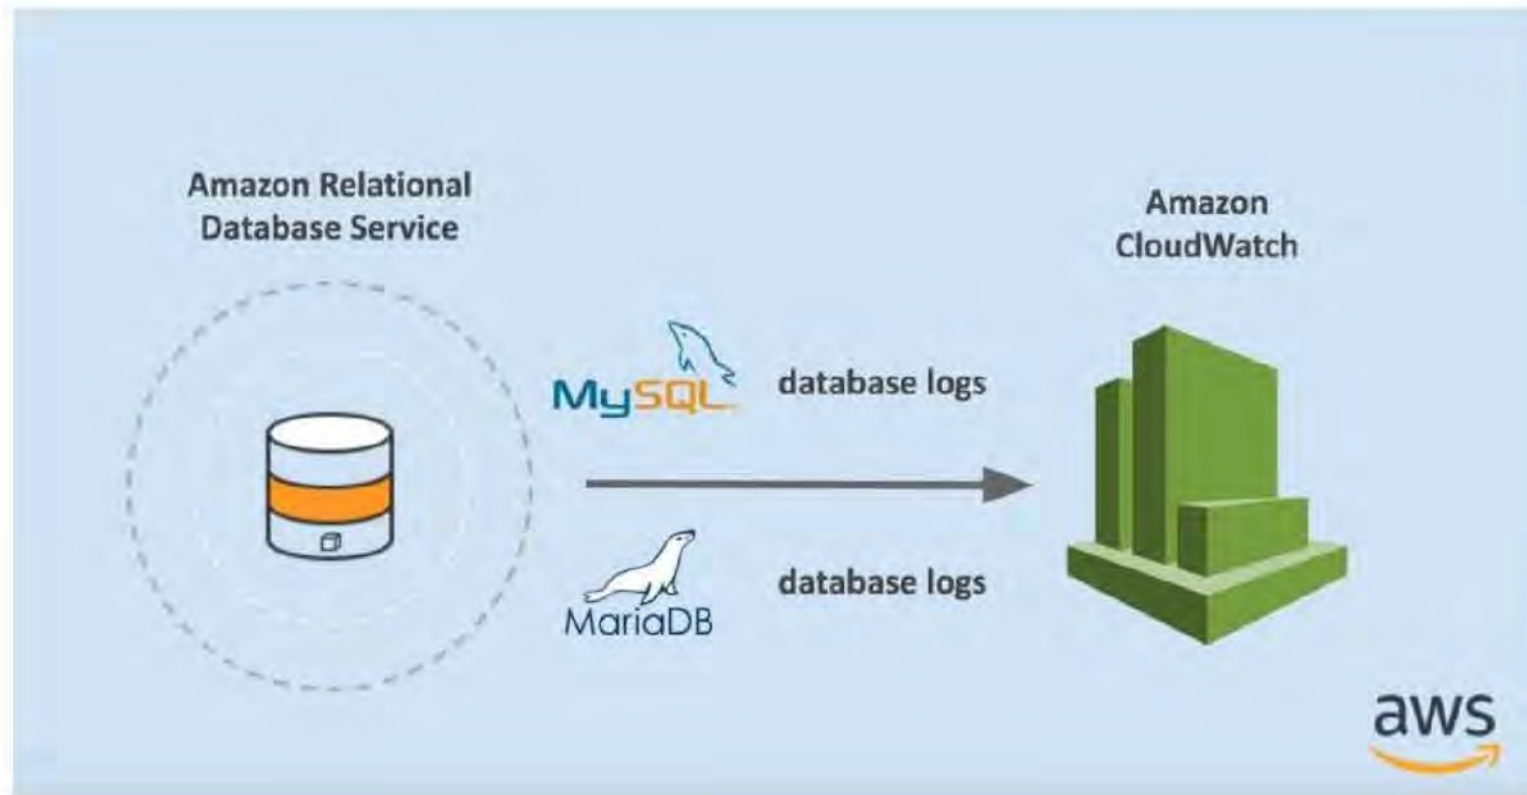 Amazon Relational
Database Service
Amazon
CloudWatch
MySQL
database logs
MariaDB
database logs
aws